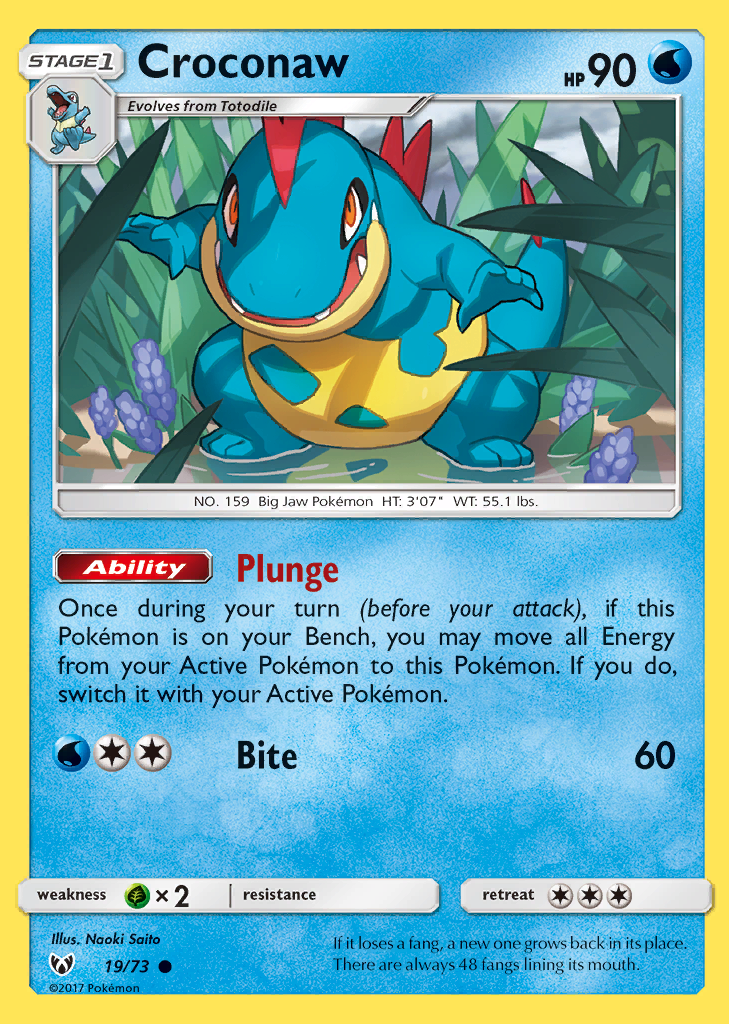 STAGE1
Croconaw
HP 90
Evolves from Totodile
NO. 159 Big Jaw Pokémon HT: 3'07" WT: 55.1 lbs.
Ability Plunge
Once during your turn (before your attack), if this
Pokémon is on your Bench, you may move all Energy
from your Active Pokémon to this Pokémon. If you do,
switch it with your Active Pokémon.
Bite 60
weakness ×2 resistance retreat
Illus. Naoki Saito
19/73
©2017 Pokémon
If it loses a fang, a new one grows back in its place.
There are always 48 fangs lining its mouth.